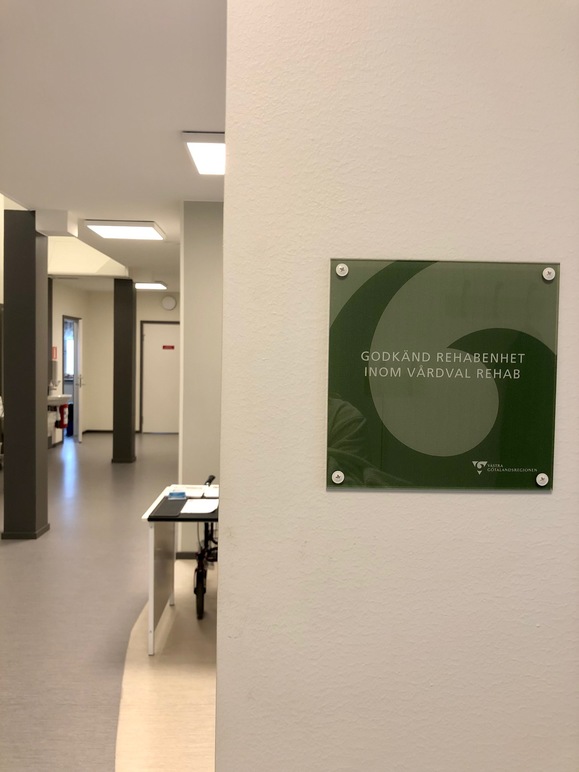 GODKÄND REHABENHET
INOM VÅRDVAL REHAB
VÄSTRA
GÖTALANDSREGIONEN